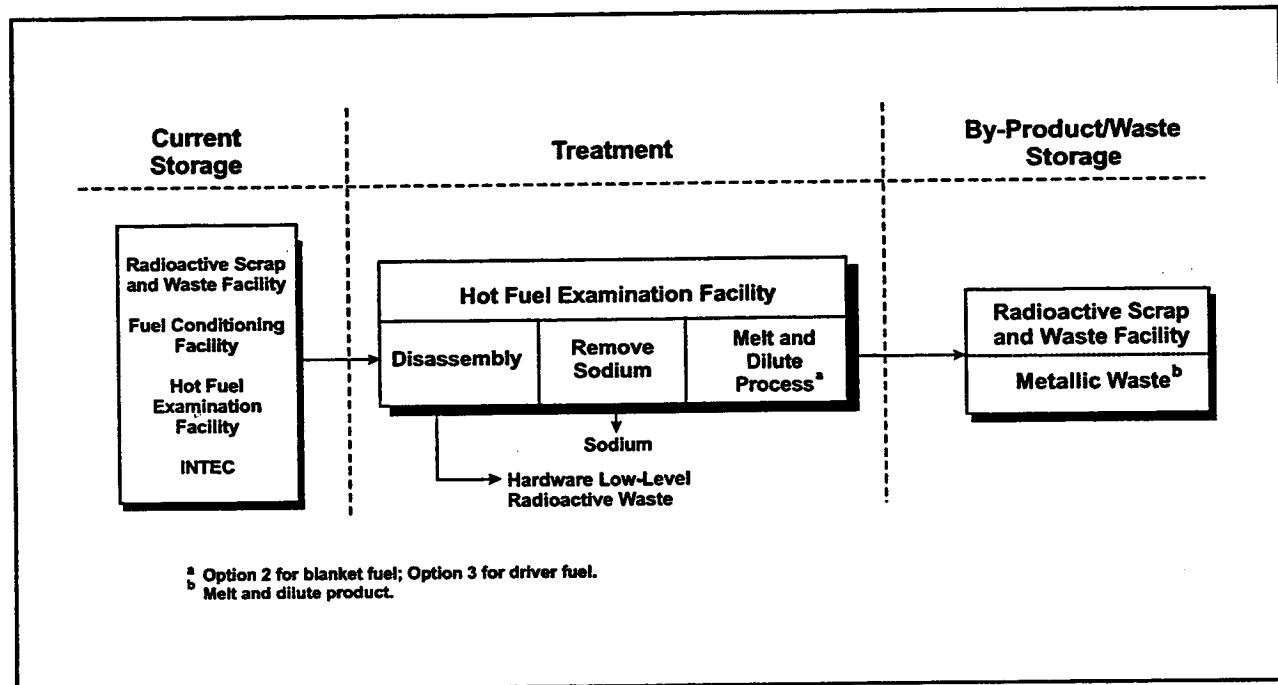 Current
Storage
Treatment
By-Product/Waste
Storage
Radioactive Scrap
and Waste Facility
Fuel Conditioning
Facility
Hot Fuel
Examination
Facility
INTEC
Hot Fuel Examination Facility
Disassembly
Remove
Sodium
Melt and
Dilute
Process a
Sodium
Hardware Low-Level
Radioactive Waste
Radioactive Scrap
and Waste Facility
Metallic Waste b
a Option 2 for blanket fuel; Option 3 for driver fuel.
b Melt and dilute product.